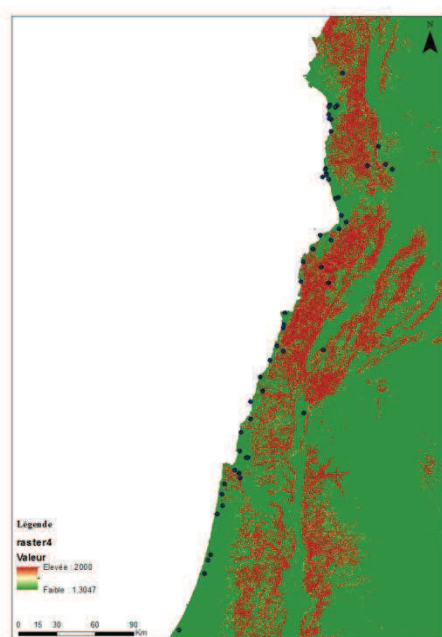 N
Légende
raster4
Valeur
Elevée : 2000
Faible : 1.3047
0 15 30 60 90
Km